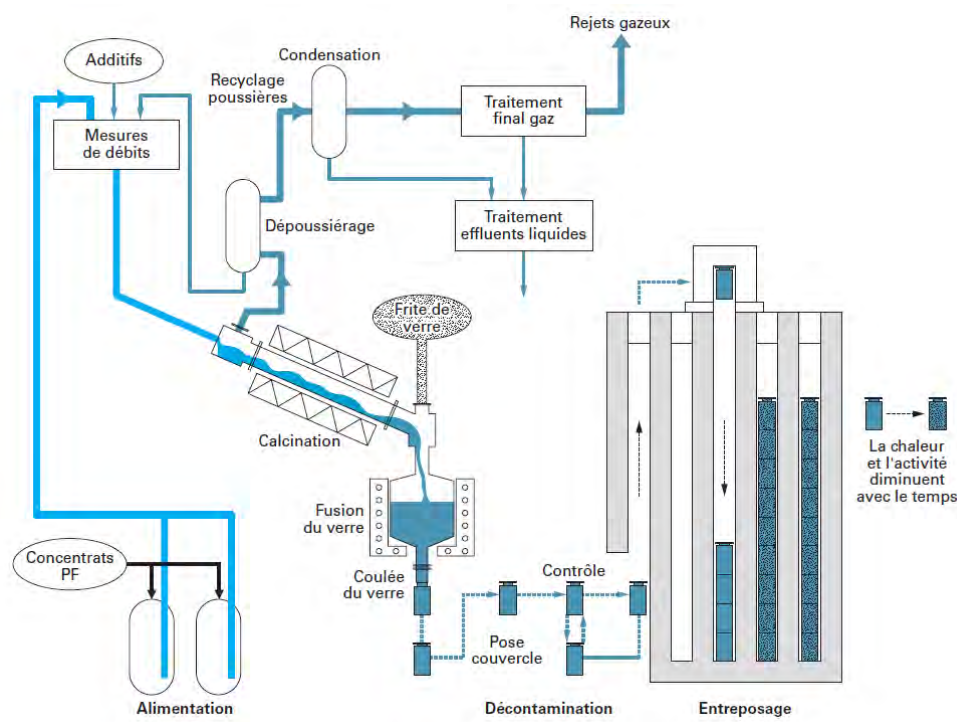 Rejets gazeux
Additifs
Condensation
Recyclage
poussières
Traitement
final gaz
Mesures
de débits
Dépoussiérage
Traitement
effluents liquides
Frite de
verre
Calcination
La chaleur
et l'activité
diminuent
avec le temps
Fusion
du verre
Concentrats
PF
Coulée
du verre
Contrôle
Pose
couvercle
Alimentation
Décontamination
Entreposage